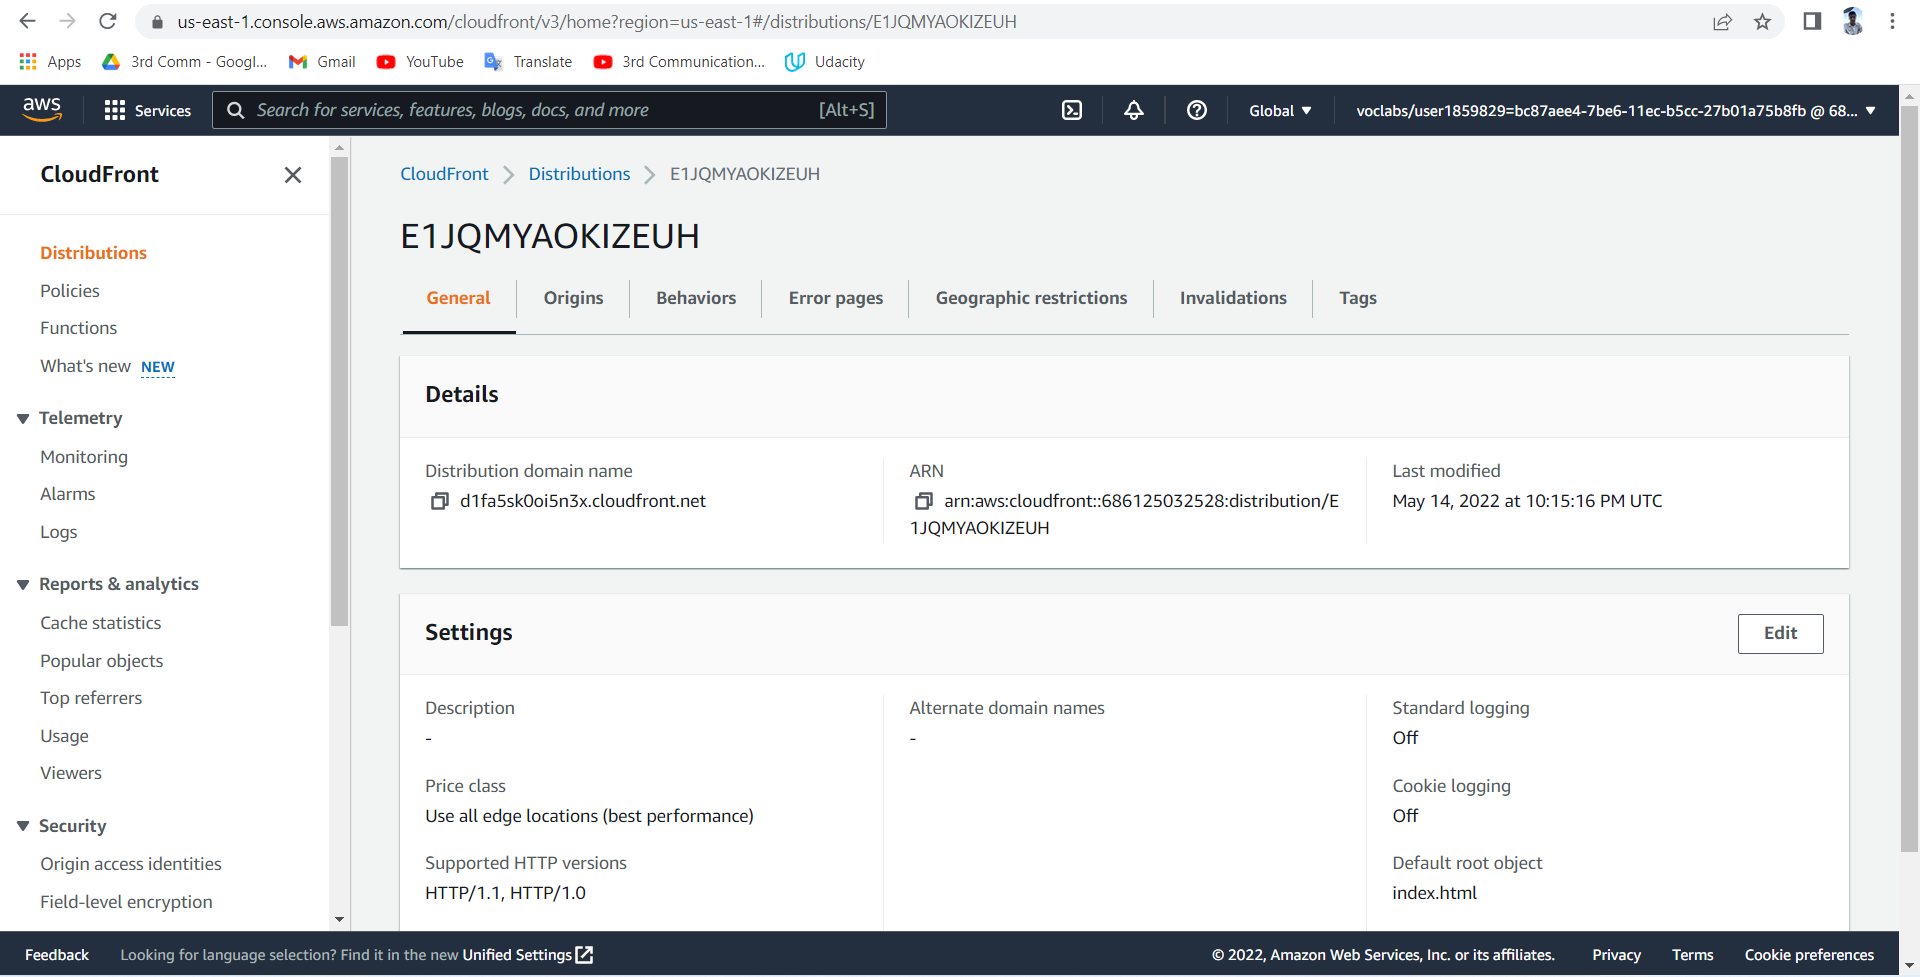 us-east-1.console.aws.amazon.com/cloudfront/v3/home?region=us-east-1#/distributions/E1JQMYAOKIZEUH
Apps 3rd Comm - Googl... Gmail YouTube Translate 3rd Communication... Udacity
aws Services Search for services, features, blogs, docs, and more [Alt+S] Global voclabs/user1859829=bc87aee4-7be6-11ec-b5cc-27b01a75b8fb @ 68...
CloudFront
Distributions
Policies
Functions
What's new NEW
Telemetry
Monitoring
Alarms
Logs
Reports & analytics
Cache statistics
Popular objects
Top referrers
Usage
Viewers
Security
Origin access identities
Field-level encryption
CloudFront Distributions E1JQMYAOKIZEUH
E1JQMYAOKIZEUH
General Origins Behaviors Error pages Geographic restrictions Invalidations Tags
Details
Distribution domain name
d1fa5sk0oi5n3x.cloudfront.net
ARN
arn:aws:cloudfront::686125032528:distribution/E
1JQMYAOKIZEUH
Last modified
May 14, 2022 at 10:15:16 PM UTC
Settings
Edit
Description
-
Price class
Use all edge locations (best performance)
Supported HTTP versions
HTTP/1.1, HTTP/1.0
Alternate domain names
-
Standard logging
Off
Cookie logging
Off
Default root object
index.html
Feedback Looking for language selection? Find it in the new Unified Settings © 2022, Amazon Web Services, Inc. or its affiliates. Privacy Terms Cookie preferences